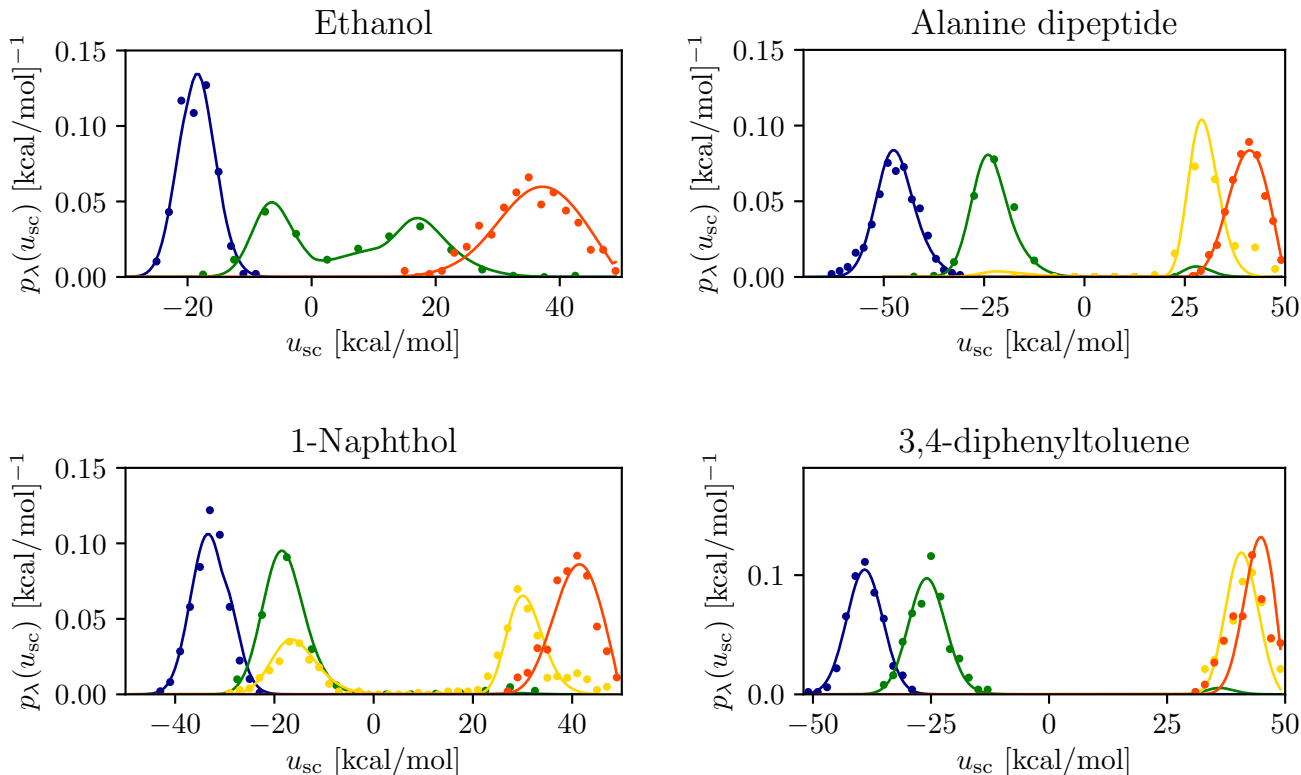 Ethanol
0.15
0.10
0.05
0.00
p_λ(u_sc) [kcal/mol]⁻¹
−20
0
20
40
u_sc [kcal/mol]
Alanine dipeptide
0.15
0.10
0.05
0.00
p_λ(u_sc) [kcal/mol]⁻¹
−50
−25
0
25
50
u_sc [kcal/mol]
1-Naphthol
0.15
0.10
0.05
0.00
p_λ(u_sc) [kcal/mol]⁻¹
−40
−20
0
20
40
u_sc [kcal/mol]
3,4-diphenyltoluene
0.1
0.0
p_λ(u_sc) [kcal/mol]⁻¹
−50
−25
0
25
50
u_sc [kcal/mol]